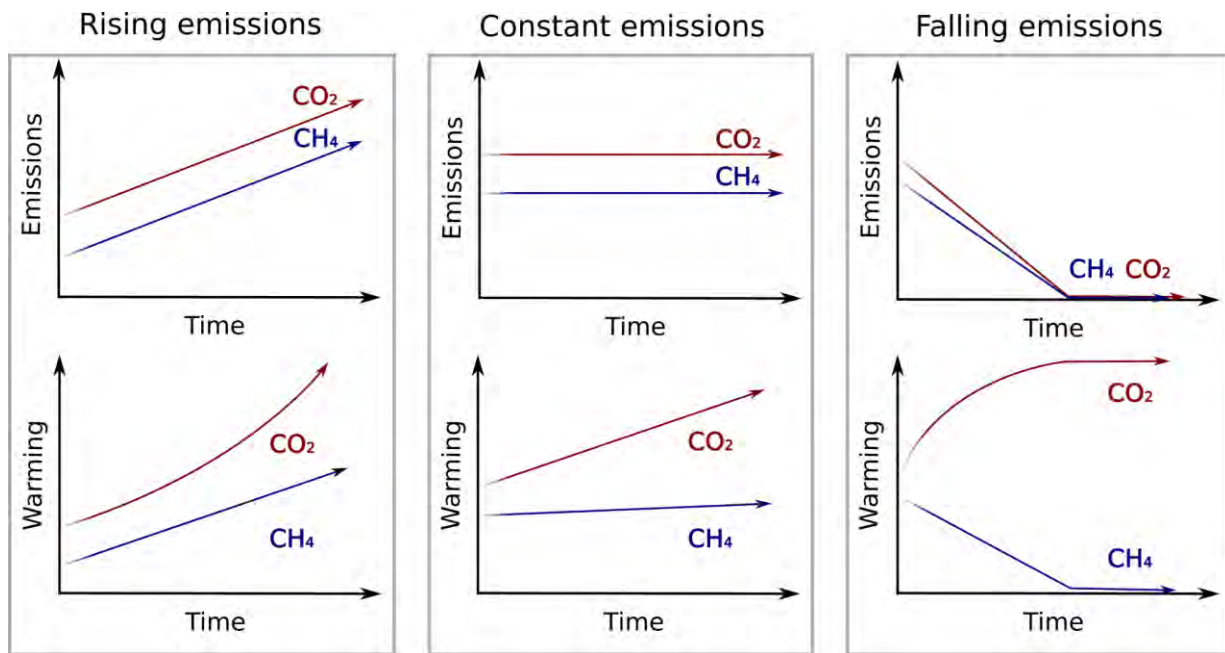 Rising emissions
Constant emissions
Falling emissions
Emissions
CO₂
CH₄
Time
Emissions
CO₂
CH₄
Time
Emissions
CH₄ CO₂
Time
Warming
CO₂
CH₄
Time
Warming
CO₂
CH₄
Time
Warming
CO₂
CH₄
Time